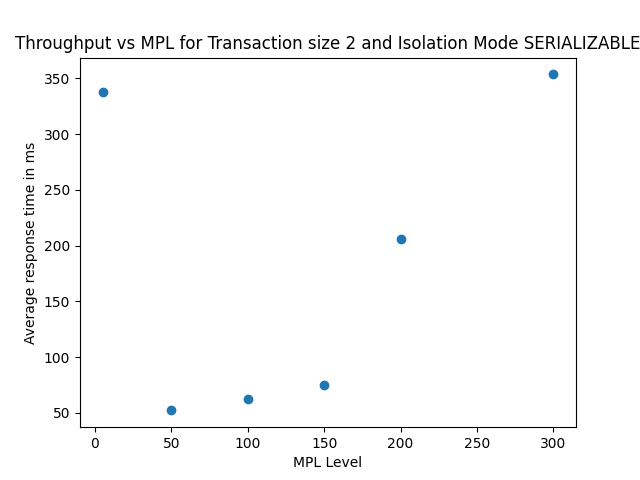 Throughput vs MPL for Transaction size 2 and Isolation Mode SERIALIZABLE
350
300
250
200
150
100
50
Average response time in ms
0 50 100 150 200 250 300
MPL Level